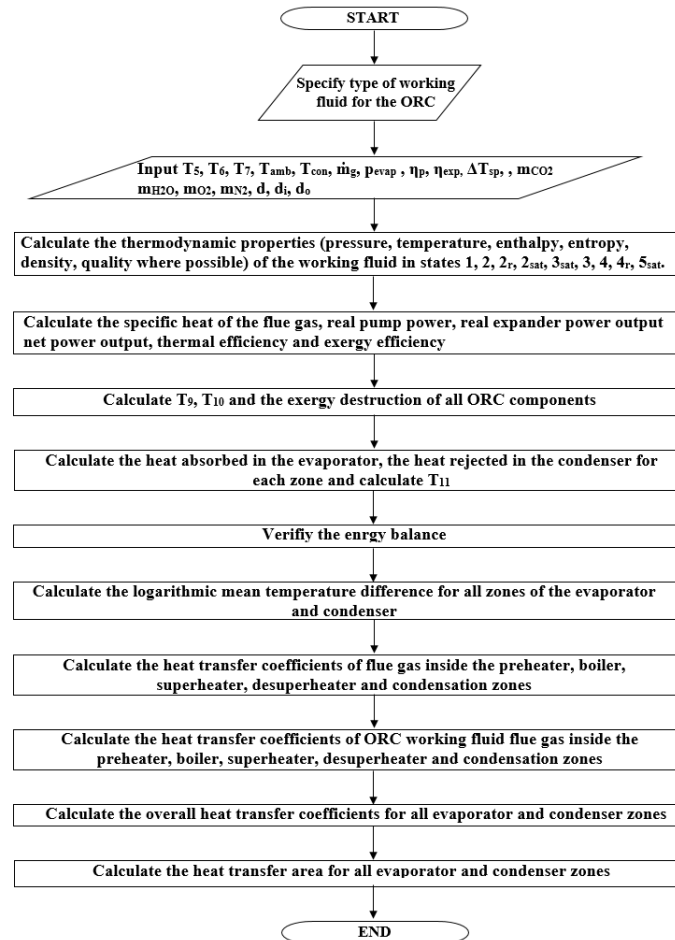 START
Specify type of working
fluid for the ORC
Input T₅, T₆, T₇, Tamb, Tcon, ṁg, pevap , ηp, ηexp, ΔTsp, , mCO2
mH2O, mO2, mN2, d, di, do
Calculate the thermodynamic properties (pressure, temperature, enthalpy, entropy,
density, quality where possible) of the working fluid in states 1, 2, 2r, 2sat, 3sat, 3, 4, 4r, 5sat.
Calculate the specific heat of the flue gas, real pump power, real expander power output
net power output, thermal efficiency and exergy efficiency
Calculate T₉, T₁₀ and the exergy destruction of all ORC components
Calculate the heat absorbed in the evaporator, the heat rejected in the condenser for
each zone and calculate T₁₁
Verifiy the enrgy balance
Calculate the logarithmic mean temperature difference for all zones of the evaporator
and condenser
Calculate the heat transfer coefficients of flue gas inside the preheater, boiler,
superheater, desuperheater and condensation zones
Calculate the heat transfer coefficients of ORC working fluid flue gas inside the
preheater, boiler, superheater, desuperheater and condensation zones
Calculate the overall heat transfer coefficients for all evaporator and condenser zones
Calculate the heat transfer area for all evaporator and condenser zones
END